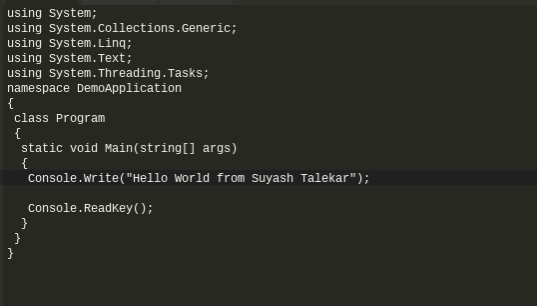 using System;
using System.Collections.Generic;
using System.Linq;
using System.Text;
using System.Threading.Tasks;
namespace DemoApplication
{
 class Program
 {
  static void Main(string[] args)
  {
   Console.Write("Hello World from Suyash Talekar");

   Console.ReadKey();
  }
 }
}